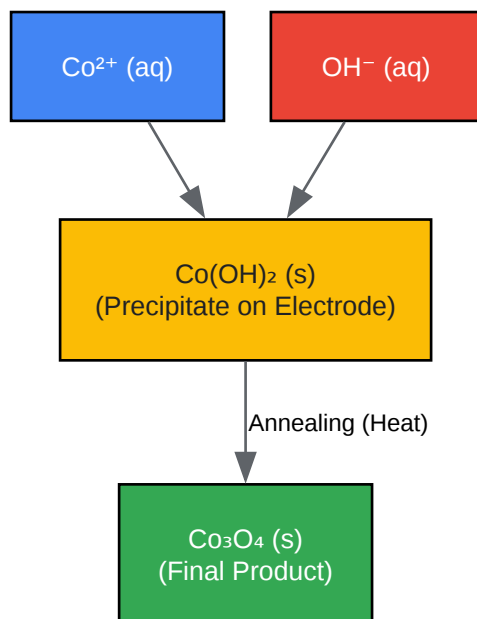 Co²⁺ (aq)
OH⁻ (aq)
Co(OH)₂ (s)
(Precipitate on Electrode)
Annealing (Heat)
Co₃O₄ (s)
(Final Product)